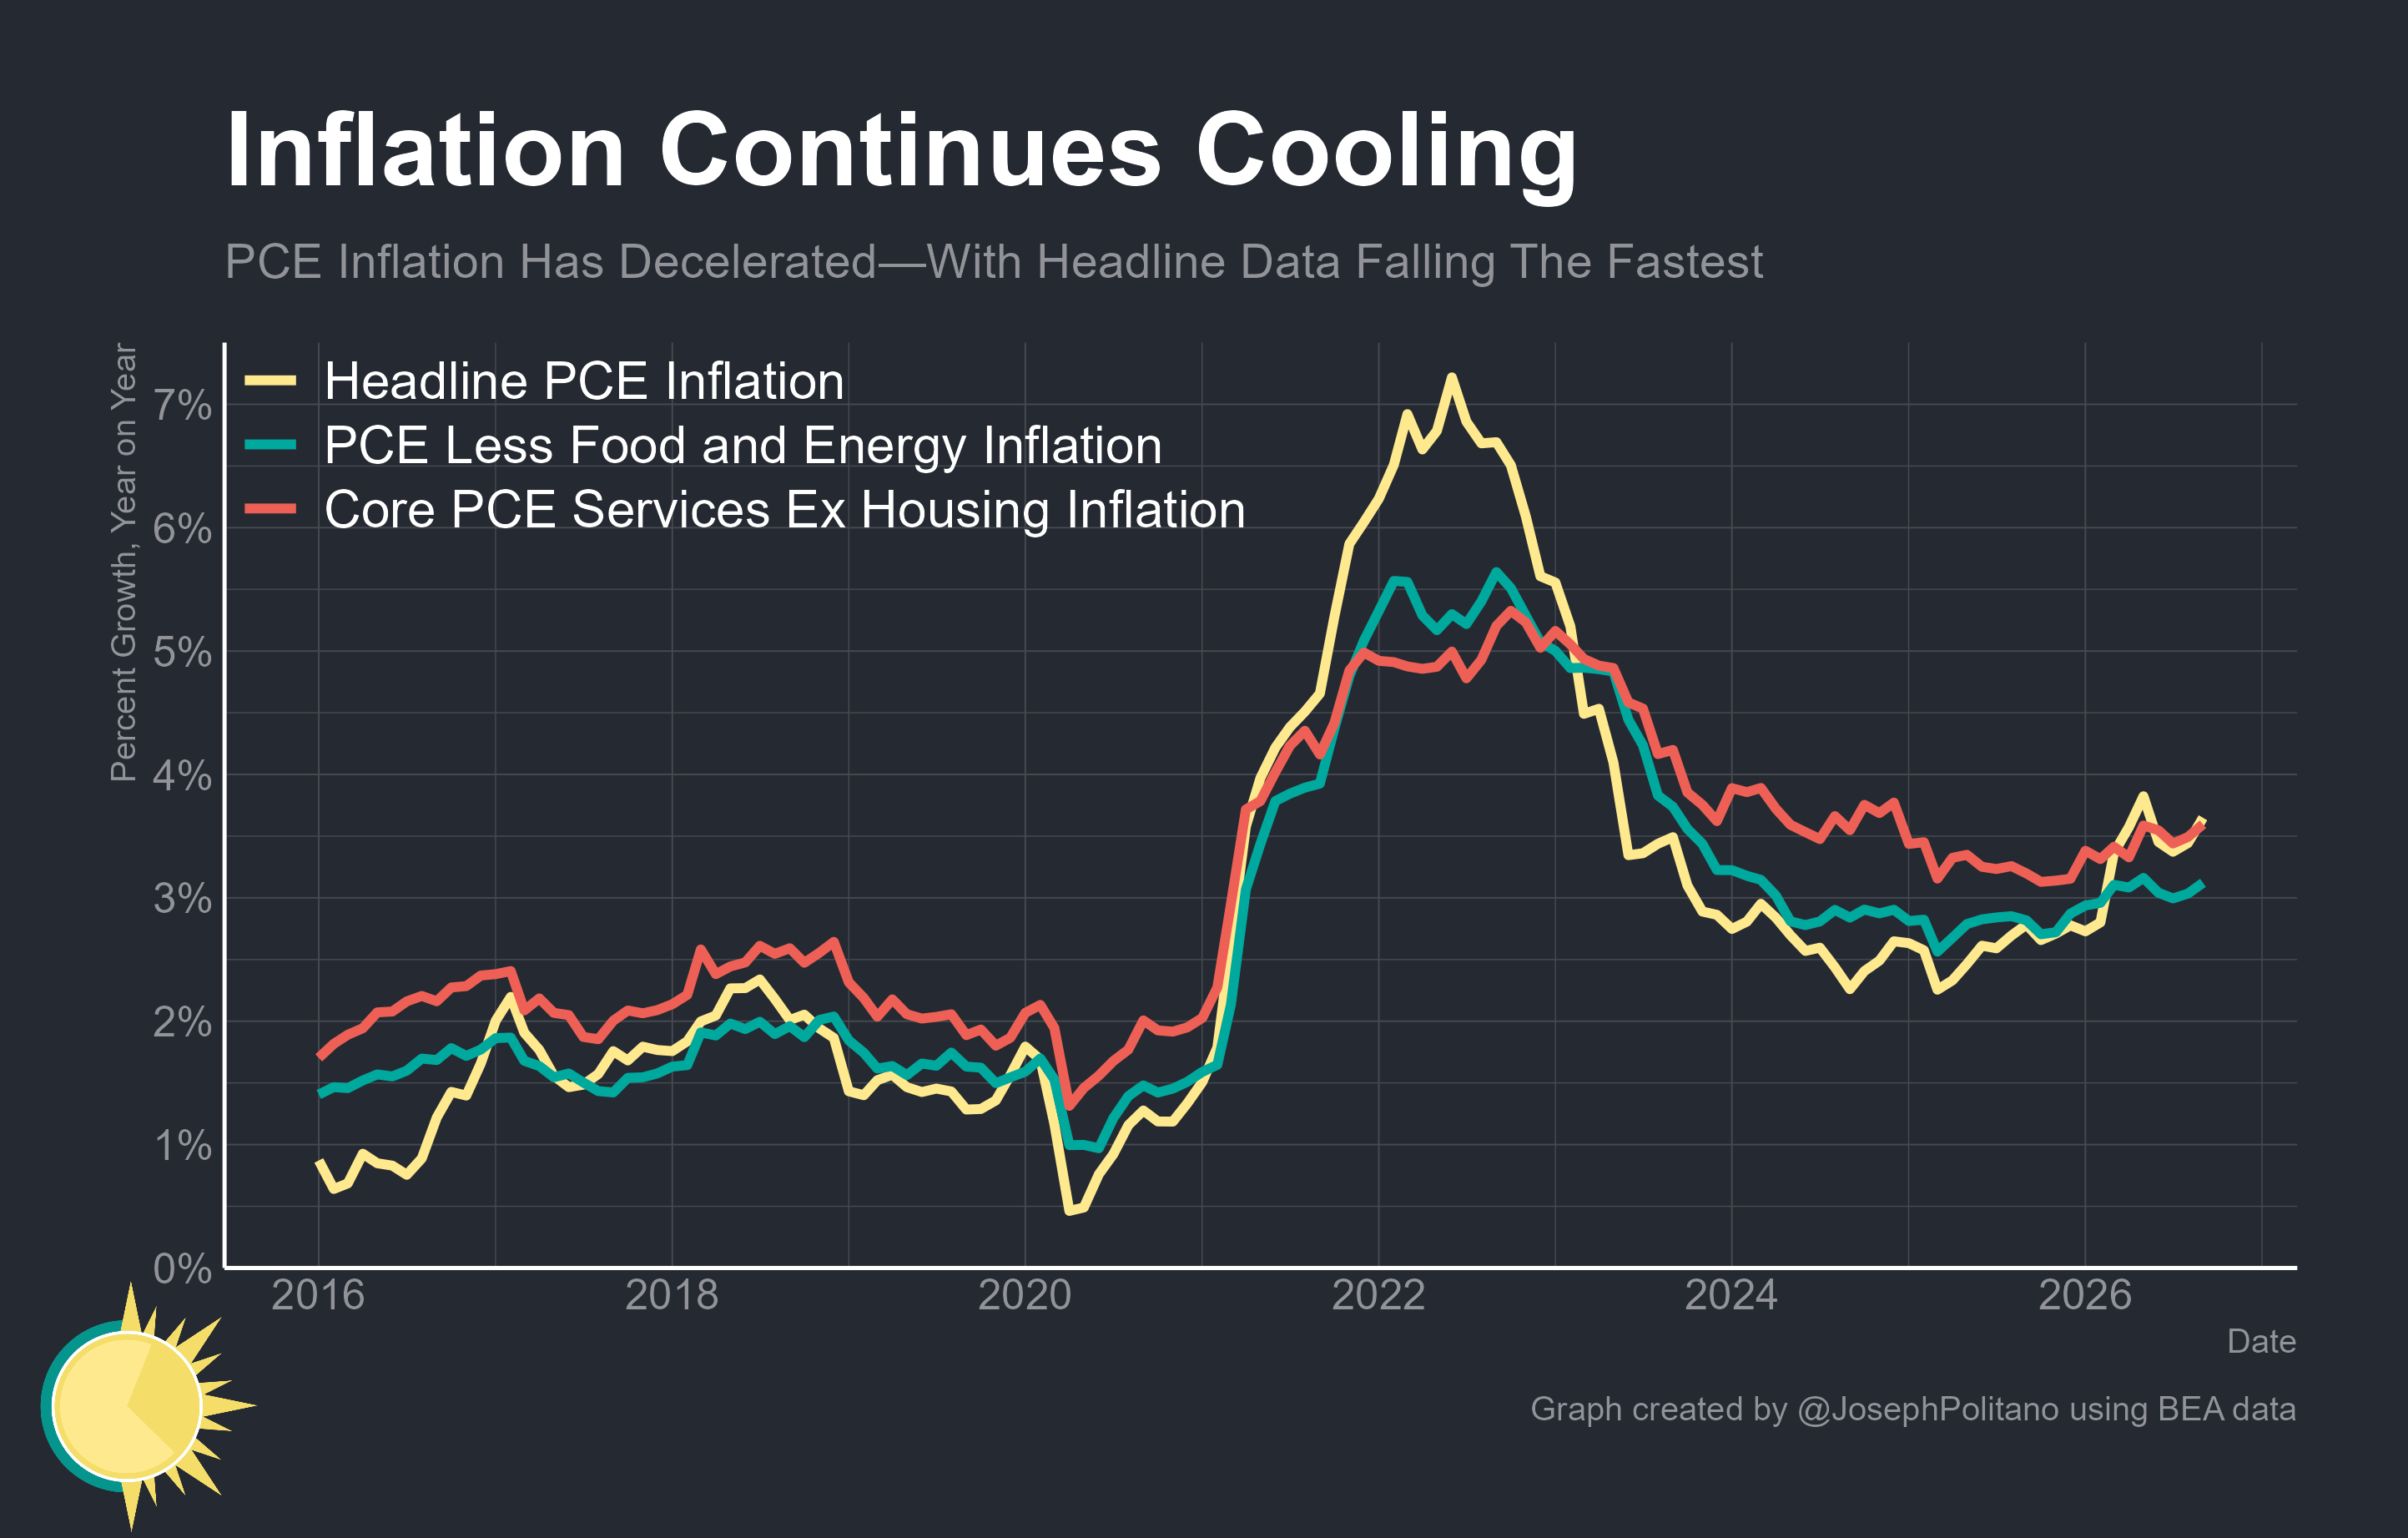 Inflation Continues Cooling
PCE Inflation Has Decelerated—With Headline Data Falling The Fastest
Percent Growth, Year on Year
Headline PCE Inflation
PCE Less Food and Energy Inflation
Core PCE Services Ex Housing Inflation
7%
6%
5%
4%
3%
2%
1%
0%
2016 2018 2020 2022 2024 2026
Date
Graph created by @JosephPolitano using BEA data